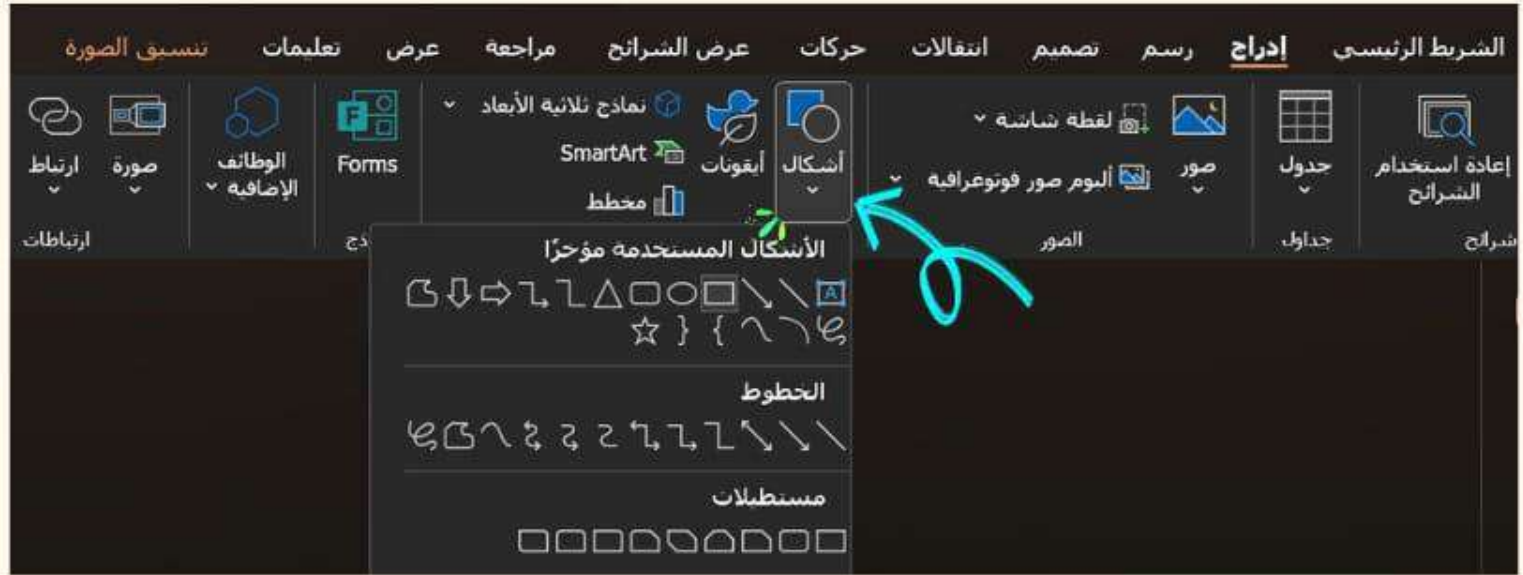 الشريط الرئيسي إدراج رسم تصميم انتقالات حركات عرض الشرائح مراجعة عرض تعليمات تنسيق الصورة
إعادة استخدام الشرائح
جدول
صور
لقطة شاشة
ألبوم صور فوتوغرافية
أشكال
أيقونات
نماذج ثلاثية الأبعاد
SmartArt
مخطط
Forms
الوظائف الإضافية
صورة
ارتباط
شرائح
جداول
الصور
ذج
ارتباطات
الأشكال المستخدمة مؤخرًا
A
الخطوط
مستطيلات